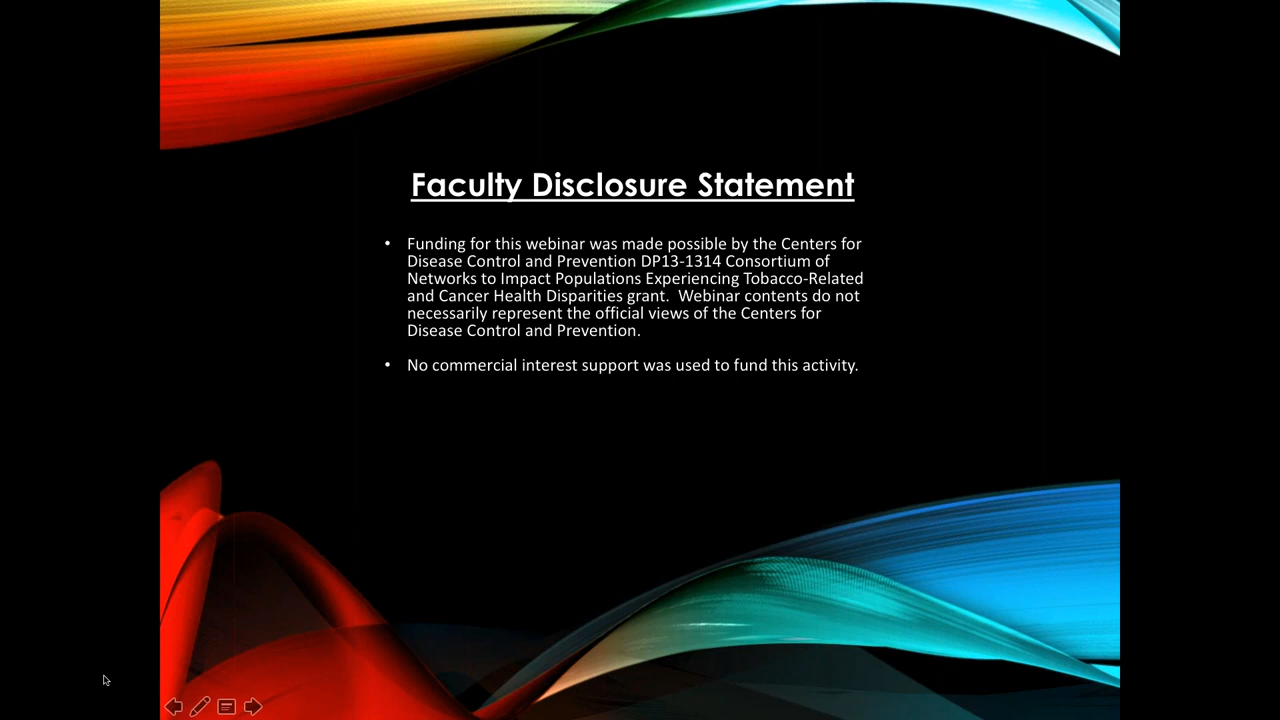 Faculty Disclosure Statement
• Funding for this webinar was made possible by the Centers for
Disease Control and Prevention DP13-1314 Consortium of
Networks to Impact Populations Experiencing Tobacco-Related
and Cancer Health Disparities grant.  Webinar contents do not
necessarily represent the official views of the Centers for
Disease Control and Prevention.
• No commercial interest support was used to fund this activity.